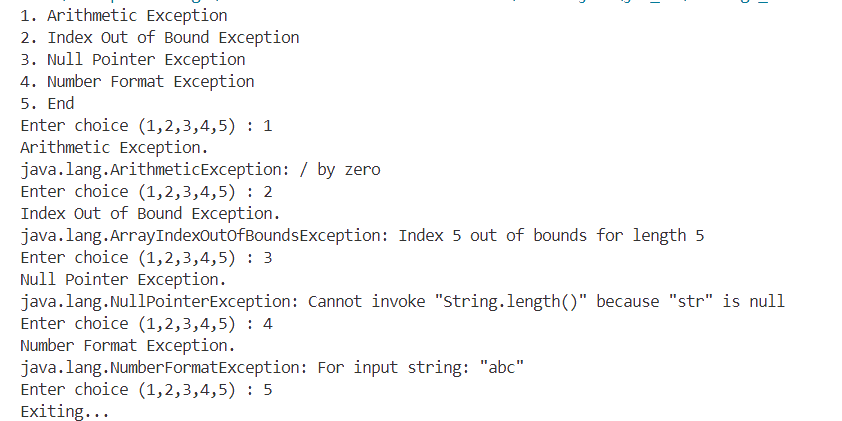 1. Arithmetic Exception
2. Index Out of Bound Exception
3. Null Pointer Exception
4. Number Format Exception
5. End
Enter choice (1,2,3,4,5) : 1
Arithmetic Exception.
java.lang.ArithmeticException: / by zero
Enter choice (1,2,3,4,5) : 2
Index Out of Bound Exception.
java.lang.ArrayIndexOutOfBoundsException: Index 5 out of bounds for length 5
Enter choice (1,2,3,4,5) : 3
Null Pointer Exception.
java.lang.NullPointerException: Cannot invoke "String.length()" because "str" is null
Enter choice (1,2,3,4,5) : 4
Number Format Exception.
java.lang.NumberFormatException: For input string: "abc"
Enter choice (1,2,3,4,5) : 5
Exiting...